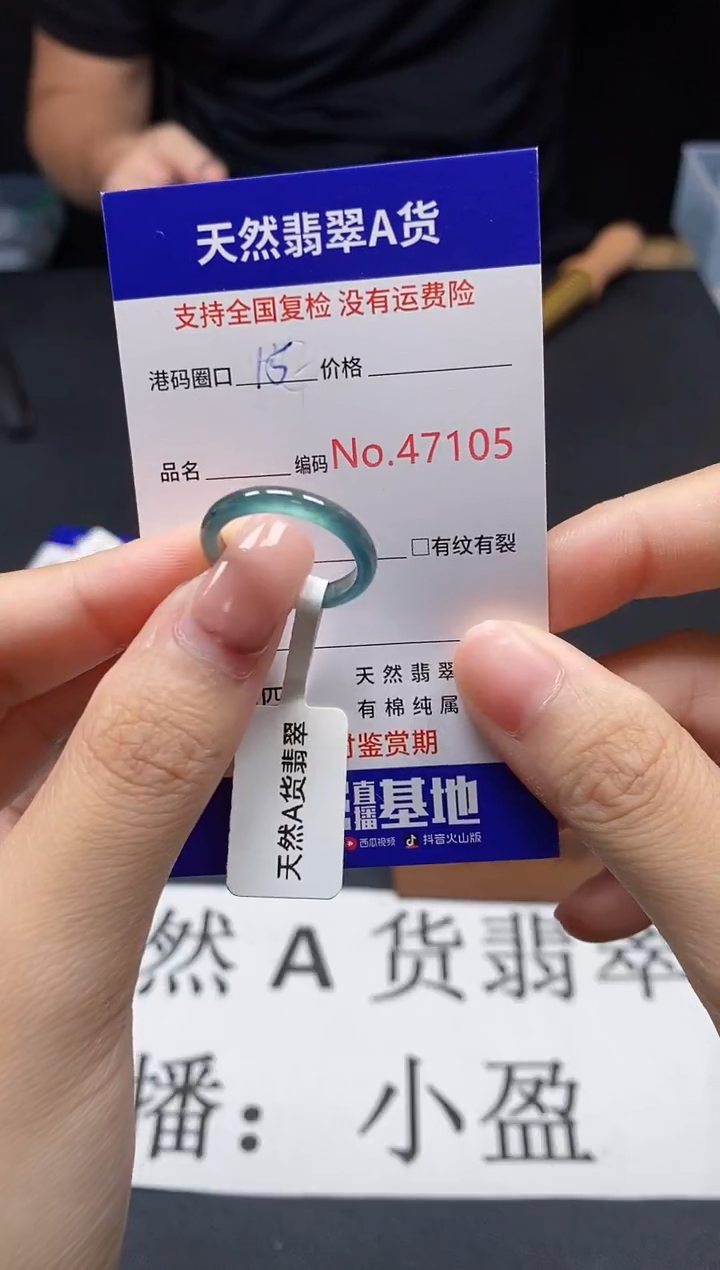 天然翡翠A货
支持全国复检 没有运费险
港码圈口 15 价格
品名 编码 No.47105
□有纹有裂
天然翡翠
有棉纯属
鉴赏期
直播基地
西瓜视频 抖音火山版
天然A货翡翠
然 A 货翡翠
播：小盈